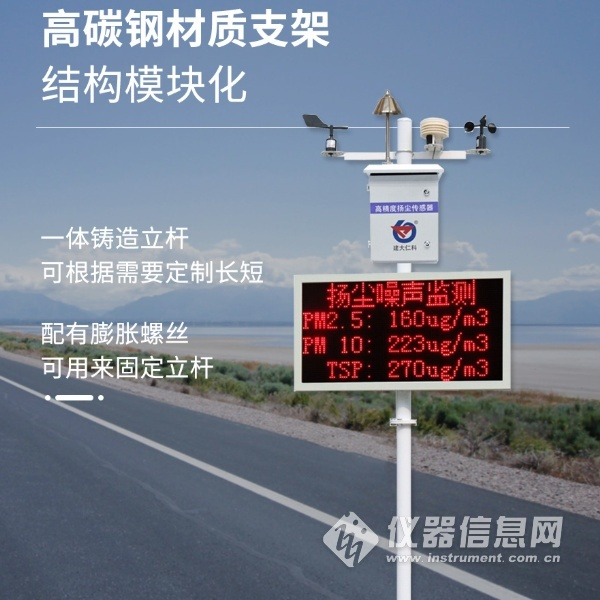 高碳钢材质支架
结构模块化
一体铸造立杆
可根据需要定制长短
配有膨胀螺丝
可用来固定立杆
高精度扬尘传感器
建大仁科
扬尘噪声监测
PM2.5: 160ug/m3
PM 10: 223ug/m3
TSP: 270ug/m3
仪器信息网
www.instrument.com.cn